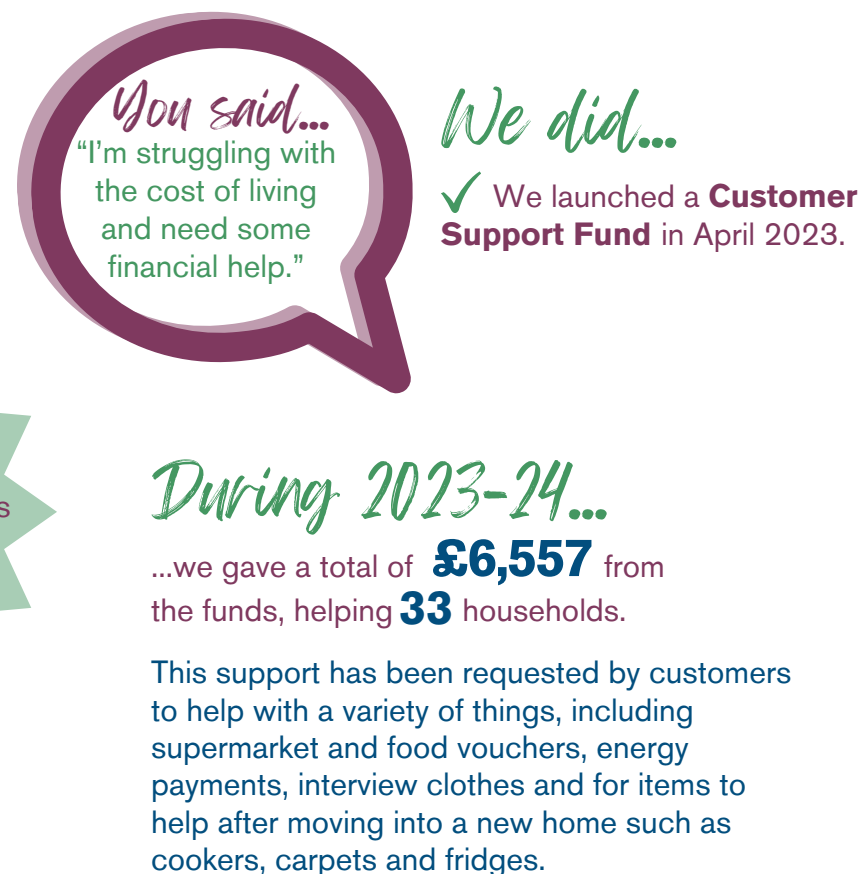 You said...
“I’m struggling with
the cost of living
and need some
financial help.”
We did...
✓ We launched a Customer
Support Fund in April 2023.
During 2023-24...
...we gave a total of £6,557 from
the funds, helping 33 households.
This support has been requested by customers
to help with a variety of things, including
supermarket and food vouchers, energy
payments, interview clothes and for items to
help after moving into a new home such as
cookers, carpets and fridges.